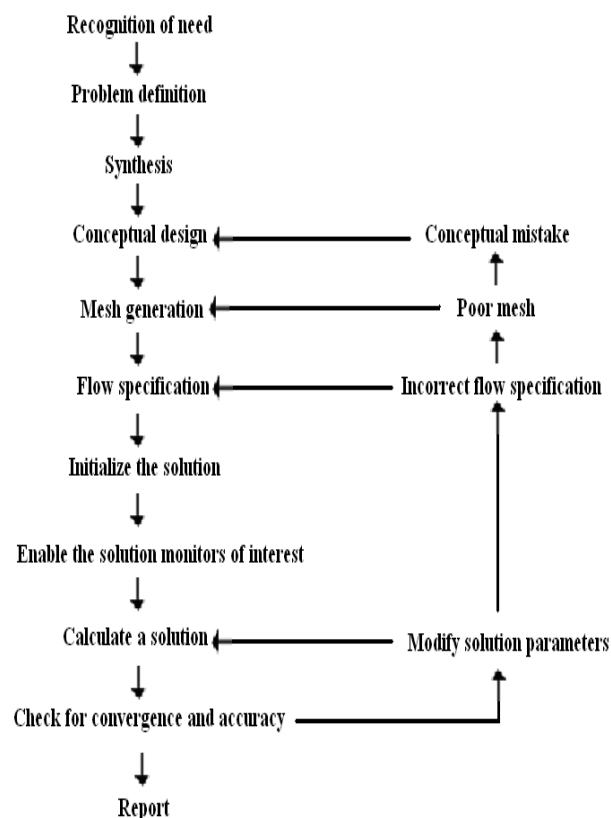 Recognition of need
Problem definition
Synthesis
Conceptual design
Conceptual mistake
Mesh generation
Poor mesh
Flow specification
Incorrect flow specification
Initialize the solution
Enable the solution monitors of interest
Calculate a solution
Modify solution parameters
Check for convergence and accuracy
Report